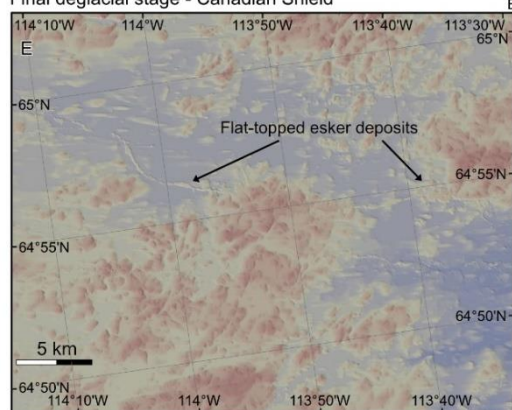 Final deglacial stage - Canadian Shield
114°10'W 114°W 113°50'W 113°40'W 113°30'W
65°N
E
65°N
Flat-topped esker deposits
64°55'N
64°55'N
64°50'N
5 km
64°50'N
114°10'W 114°W 113°50'W 113°40'W